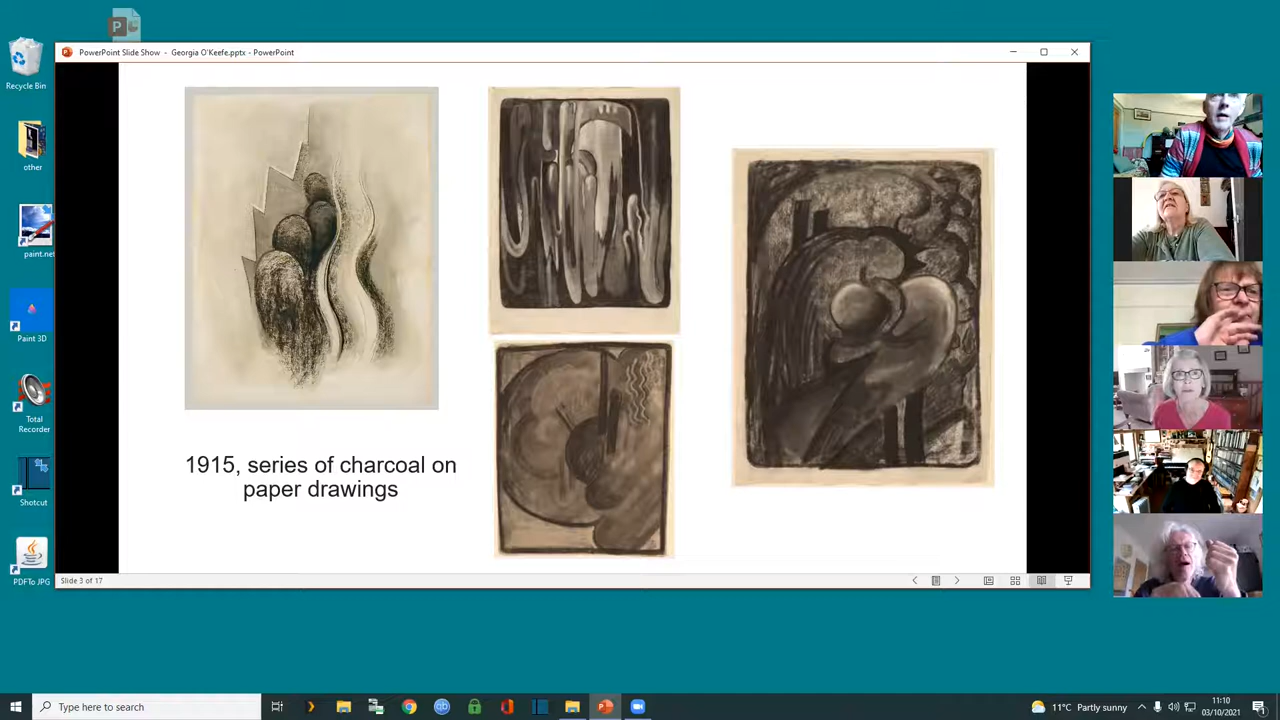 Recycle Bin
PowerPoint Slide Show - Georgia O'Keefe.pptx - PowerPoint
other
paint.net
Paint 3D
Total
Recorder
Shotcut
PDFTo JPG
1915, series of charcoal on
paper drawings
Slide 3 of 17
Type here to search
11°C Partly sunny
11:10
03/10/2021